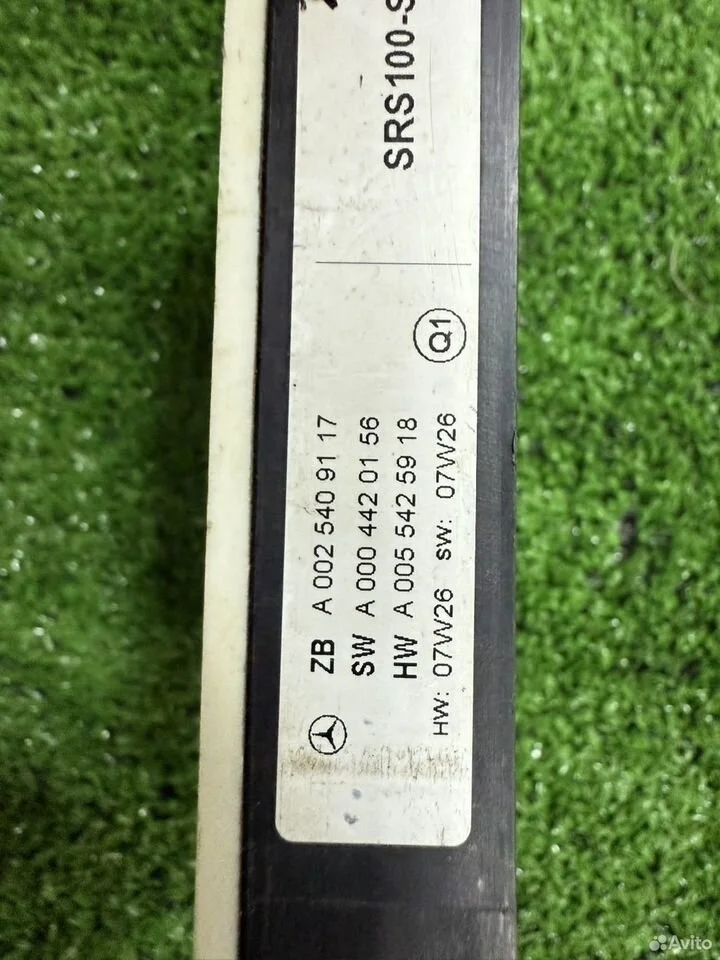 SRS100-S
Q1
ZB A 002 540 91 17
SW A 000 442 01 56
HW A 005 542 59 18
HW: 07W26 SW: 07W26
Avito